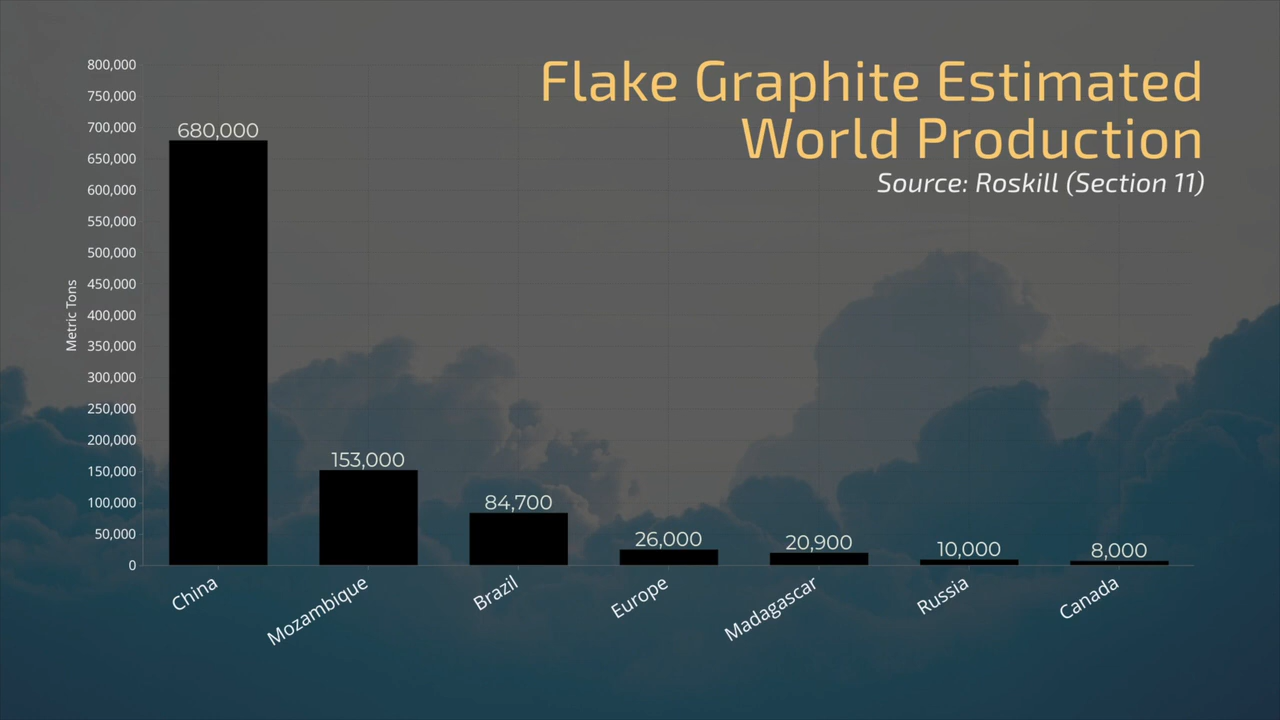 Flake Graphite Estimated
World Production
Source: Roskill (Section 11)
Metric Tons
800,000
750,000
700,000
650,000
600,000
550,000
500,000
450,000
400,000
350,000
300,000
250,000
200,000
150,000
100,000
50,000
0
680,000
153,000
84,700
26,000
20,900
10,000
8,000
China
Mozambique
Brazil
Europe
Madagascar
Russia
Canada